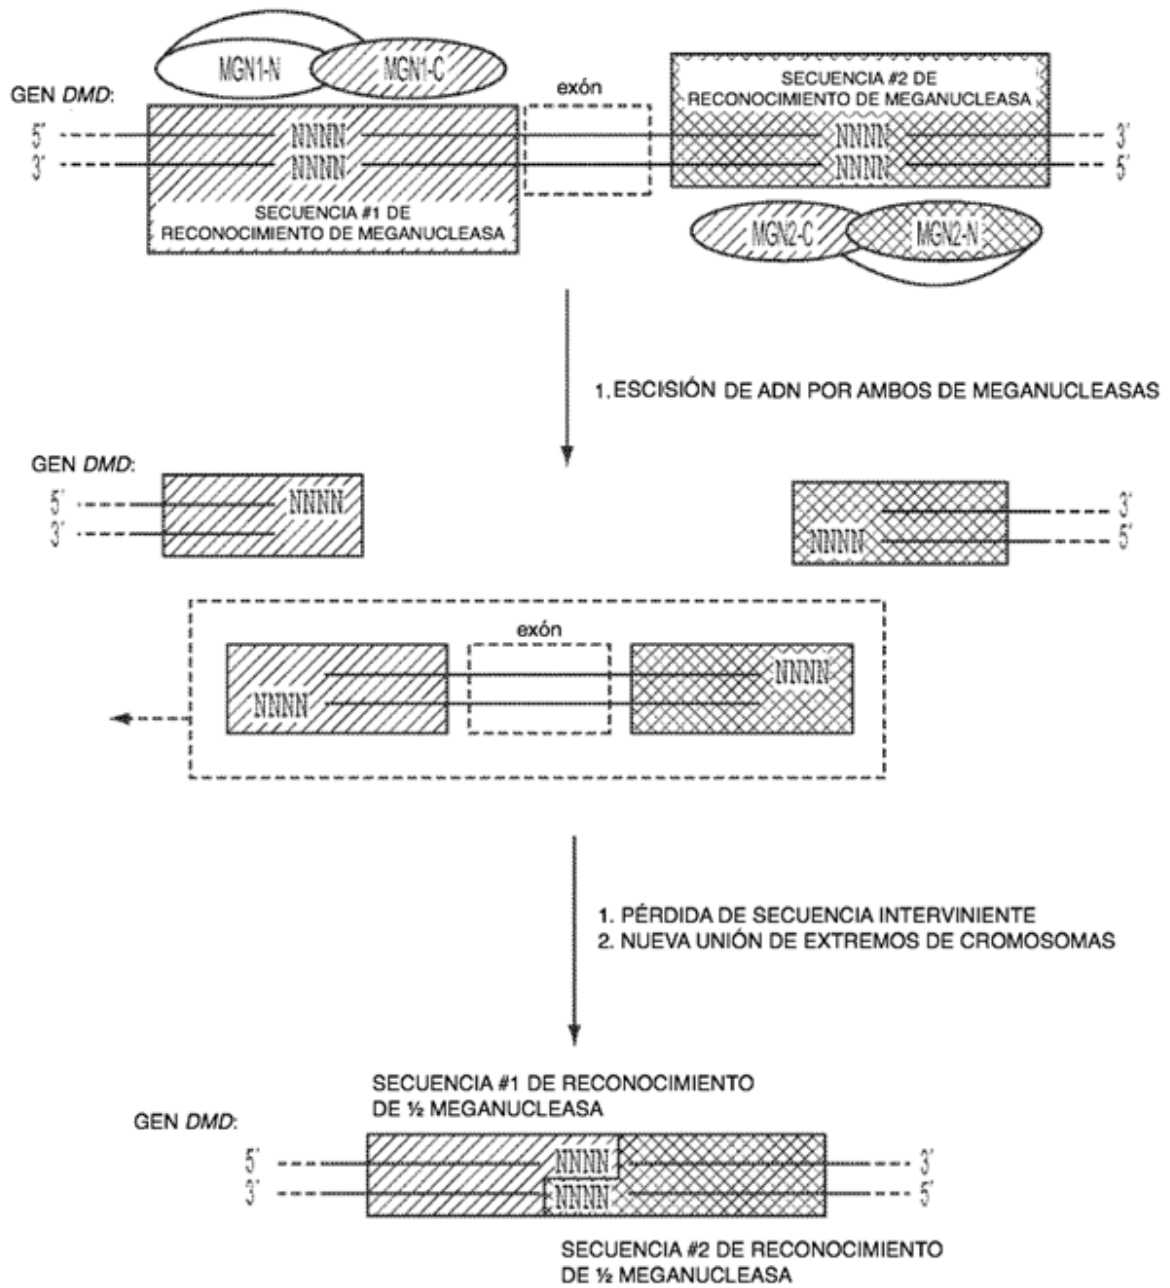 MGN1-N MGN1-C
GEN DMD:
exón
SECUENCIA #2 DE
RECONOCIMIENTO DE MEGANUCLEASA
5´ NNNN NNNN 3´
3´ NNNN NNNN 5´
SECUENCIA #1 DE
RECONOCIMIENTO DE MEGANUCLEASA
MGN2-C MGN2-N
1. ESCISIÓN DE ADN POR AMBOS DE MEGANUCLEASAS
GEN DMD:
5´ NNNN 3´
3´ NNNN 5´
exón
NNNN
NNNN
1. PÉRDIDA DE SECUENCIA INTERVINIENTE
2. NUEVA UNIÓN DE EXTREMOS DE CROMOSOMAS
SECUENCIA #1 DE RECONOCIMIENTO
DE ½ MEGANUCLEASA
GEN DMD:
5´ NNNN 3´
3´ NNNN 5´
SECUENCIA #2 DE RECONOCIMIENTO
DE ½ MEGANUCLEASA